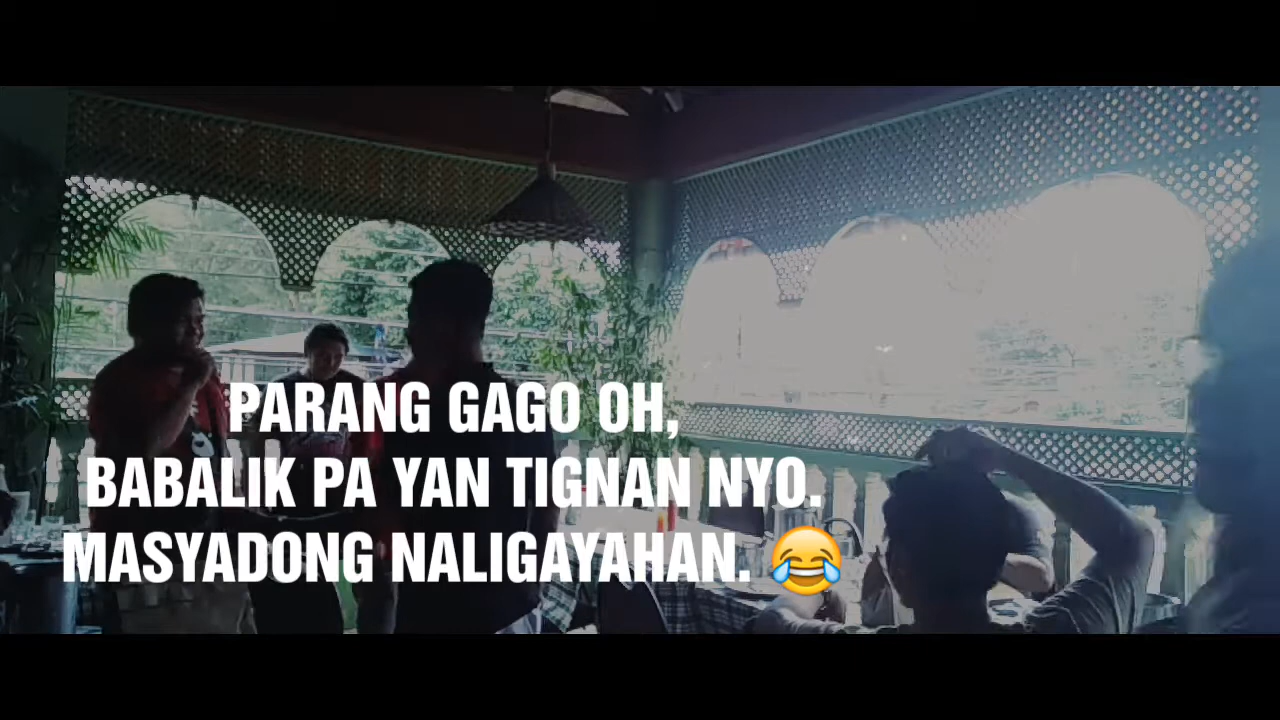 PARANG GAGO OH,
BABALIK PA YAN TIGNAN NYO.
MASYADONG NALIGAYAHAN. 😂